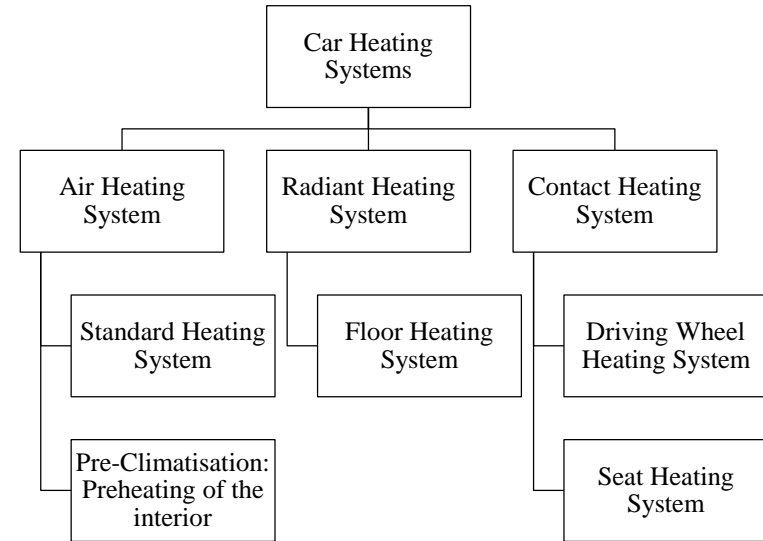 Car Heating
Systems
Air Heating
System
Radiant Heating
System
Contact Heating
System
Standard Heating
System
Floor Heating
System
Driving Wheel
Heating System
Pre-Climatisation:
Preheating of the
interior
Seat Heating
System